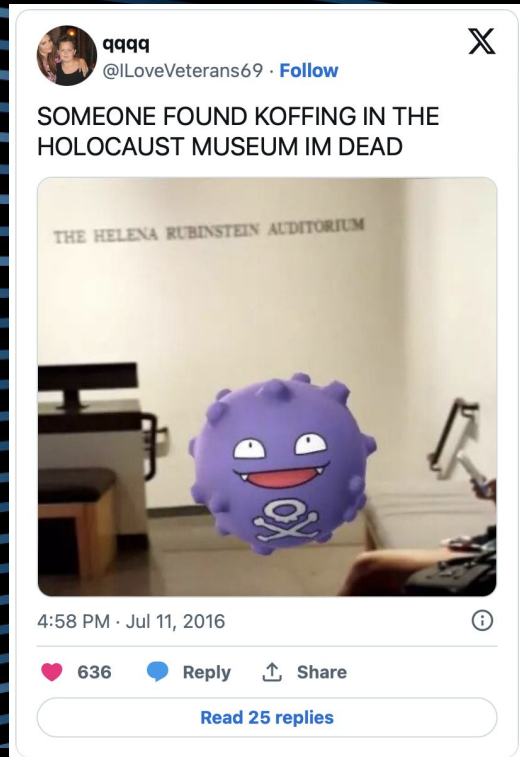 qqqq
@ILoveVeterans69 · Follow
SOMEONE FOUND KOFFING IN THE
HOLOCAUST MUSEUM IM DEAD
THE HELENA RUBINSTEIN AUDITORIUM
4:58 PM · Jul 11, 2016
636 Reply Share
Read 25 replies